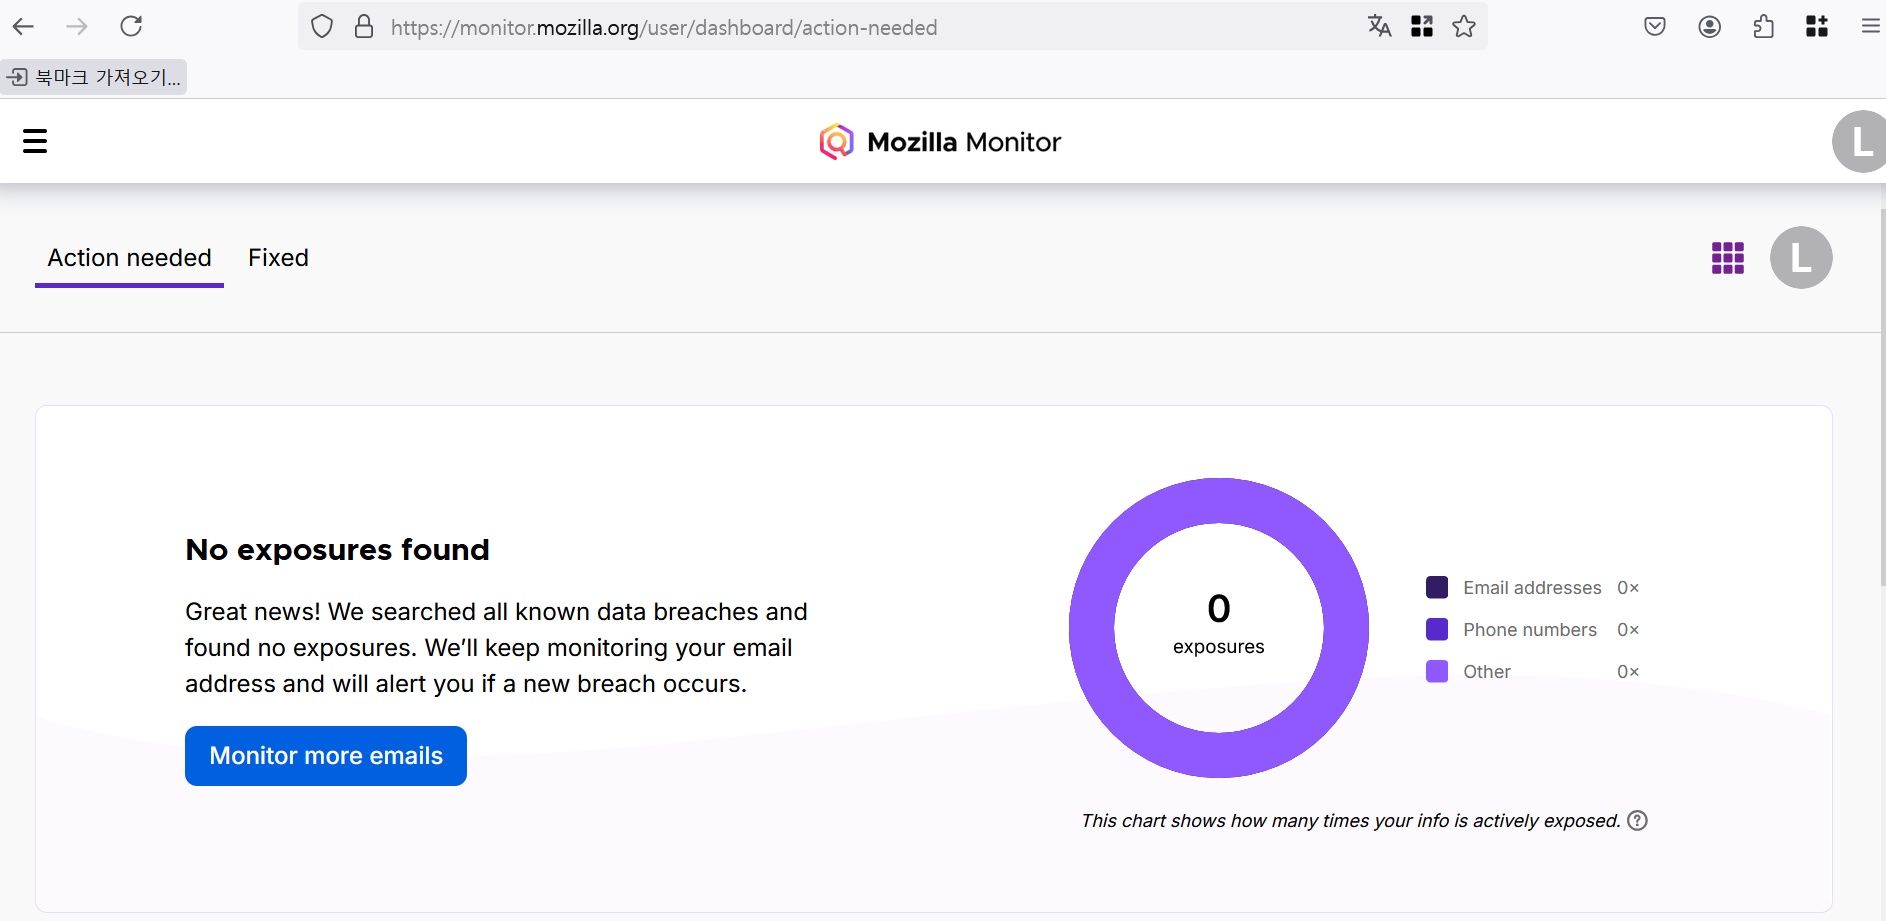 https://monitor.mozilla.org/user/dashboard/action-needed
북마크 가져오기...
Mozilla Monitor
L
Action needed
Fixed
L
No exposures found
Great news! We searched all known data breaches and
found no exposures. We’ll keep monitoring your email
address and will alert you if a new breach occurs.
Monitor more emails
0
exposures
Email addresses 0×
Phone numbers 0×
Other 0×
This chart shows how many times your info is actively exposed. ?